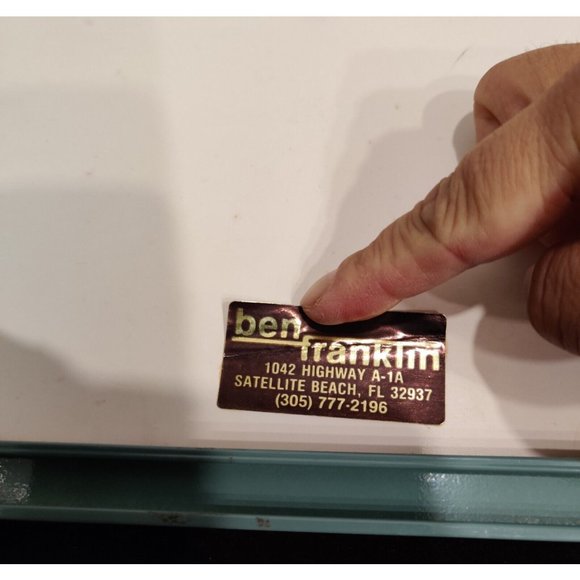 ben
franklin
1042 HIGHWAY A-1A
SATELLITE BEACH, FL 32937
(305) 777-2196